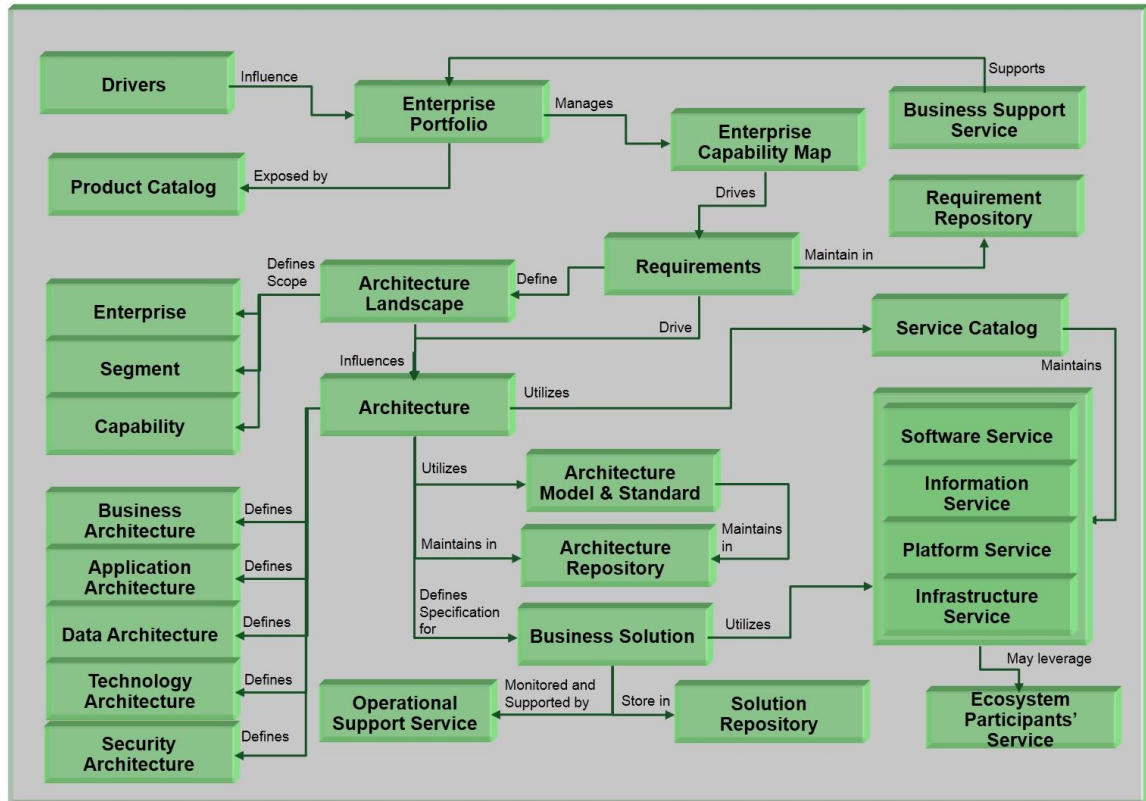 Supports
Drivers
Influence
Enterprise
Portfolio
Manages
Business Support
Service
Enterprise
Capability Map
Product Catalog
Exposed by
Drives
Requirement
Repository
Requirements
Maintain in
Defines
Scope
Architecture
Landscape
Define
Enterprise
Segment
Capability
Drive
Influences
Service Catalog
Maintains
Architecture
Utilizes
Software Service
Information
Service
Platform Service
Infrastructure
Service
Utilizes
Architecture
Model & Standard
Maintains in
Architecture
Repository
Maintains
in
Business
Architecture
Defines
Application
Architecture
Defines
Data Architecture
Defines
Technology
Architecture
Defines
Security
Architecture
Defines
Defines
Specification
for
Business Solution
Utilizes
May leverage
Ecosystem
Participants’
Service
Operational
Support Service
Monitored and
Supported by
Store in
Solution
Repository